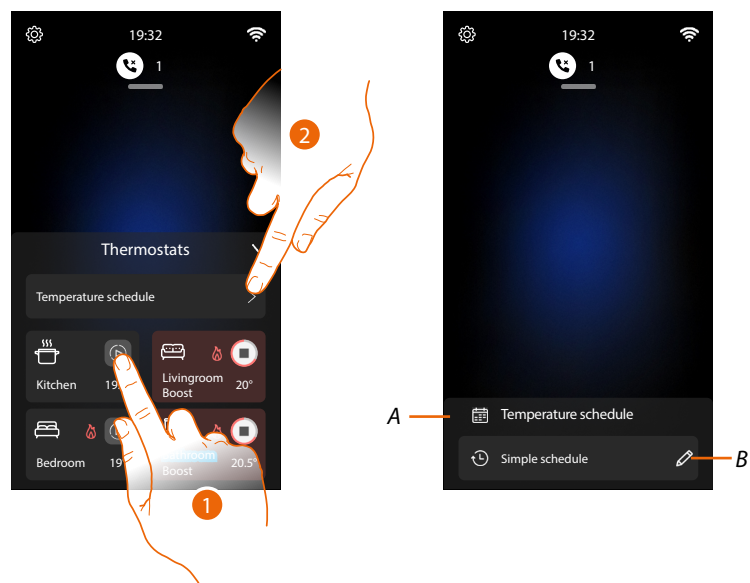 19:32
1
2
Thermostats
Temperature schedule
Kitchen
Livingroom
Boost
20°
Bedroom
19
Boost
20.5°
1
19:32
1
A
Temperature schedule
Simple schedule
B